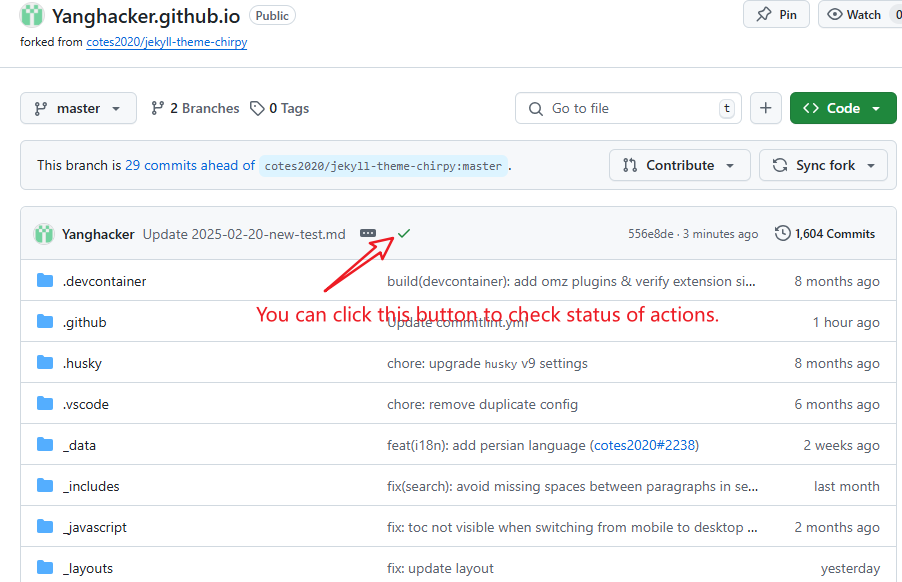 Yanghacker.github.io Public Pin Watch 0
forked from cotes2020/jekyll-theme-chirpy
master 2 Branches 0 Tags Go to file t Code
This branch is 29 commits ahead of cotes2020/jekyll-theme-chirpy:master . Contribute Sync fork
Yanghacker Update 2025-02-20-new-test.md 556e8de · 3 minutes ago 1,604 Commits
.devcontainer build(devcontainer): add omz plugins & verify extension si... 8 months ago
You can click this button to check status of actions.
.github Update commitlint.yml 1 hour ago
.husky chore: upgrade husky v9 settings 8 months ago
.vscode chore: remove duplicate config 6 months ago
_data feat(i18n): add persian language (cotes2020#2238) 2 weeks ago
_includes fix(search): avoid missing spaces between paragraphs in se... last month
_javascript fix: toc not visible when switching from mobile to desktop ... 2 months ago
_layouts fix: update layout yesterday